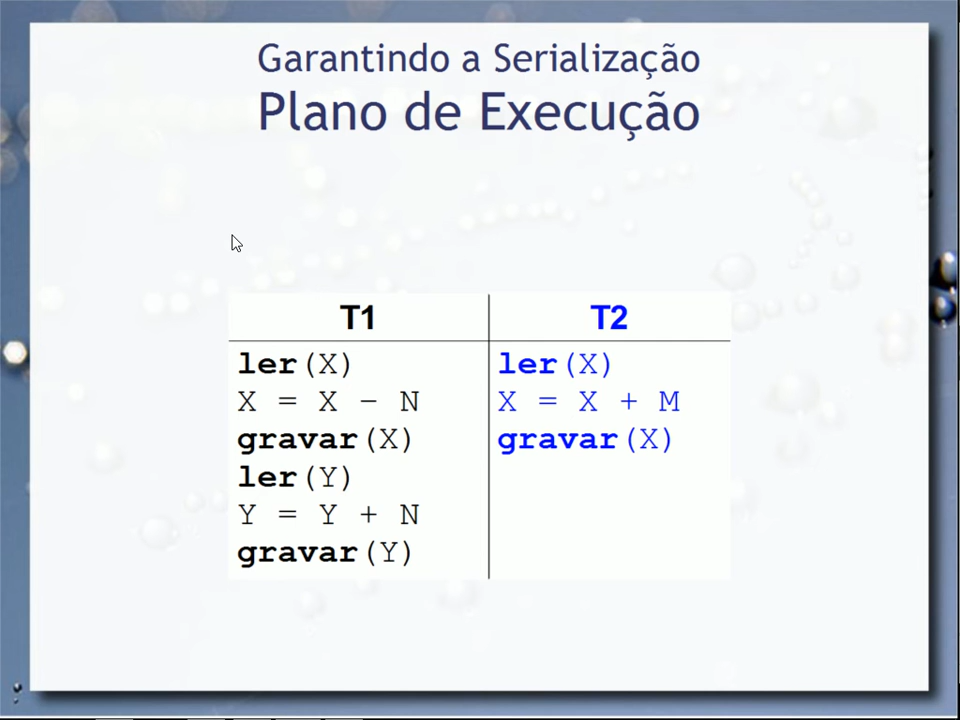 Garantindo a Serialização
Plano de Execução
T1
ler(X)
X = X − N
gravar(X)
ler(Y)
Y = Y + N
gravar(Y)
T2
ler(X)
X = X + M
gravar(X)